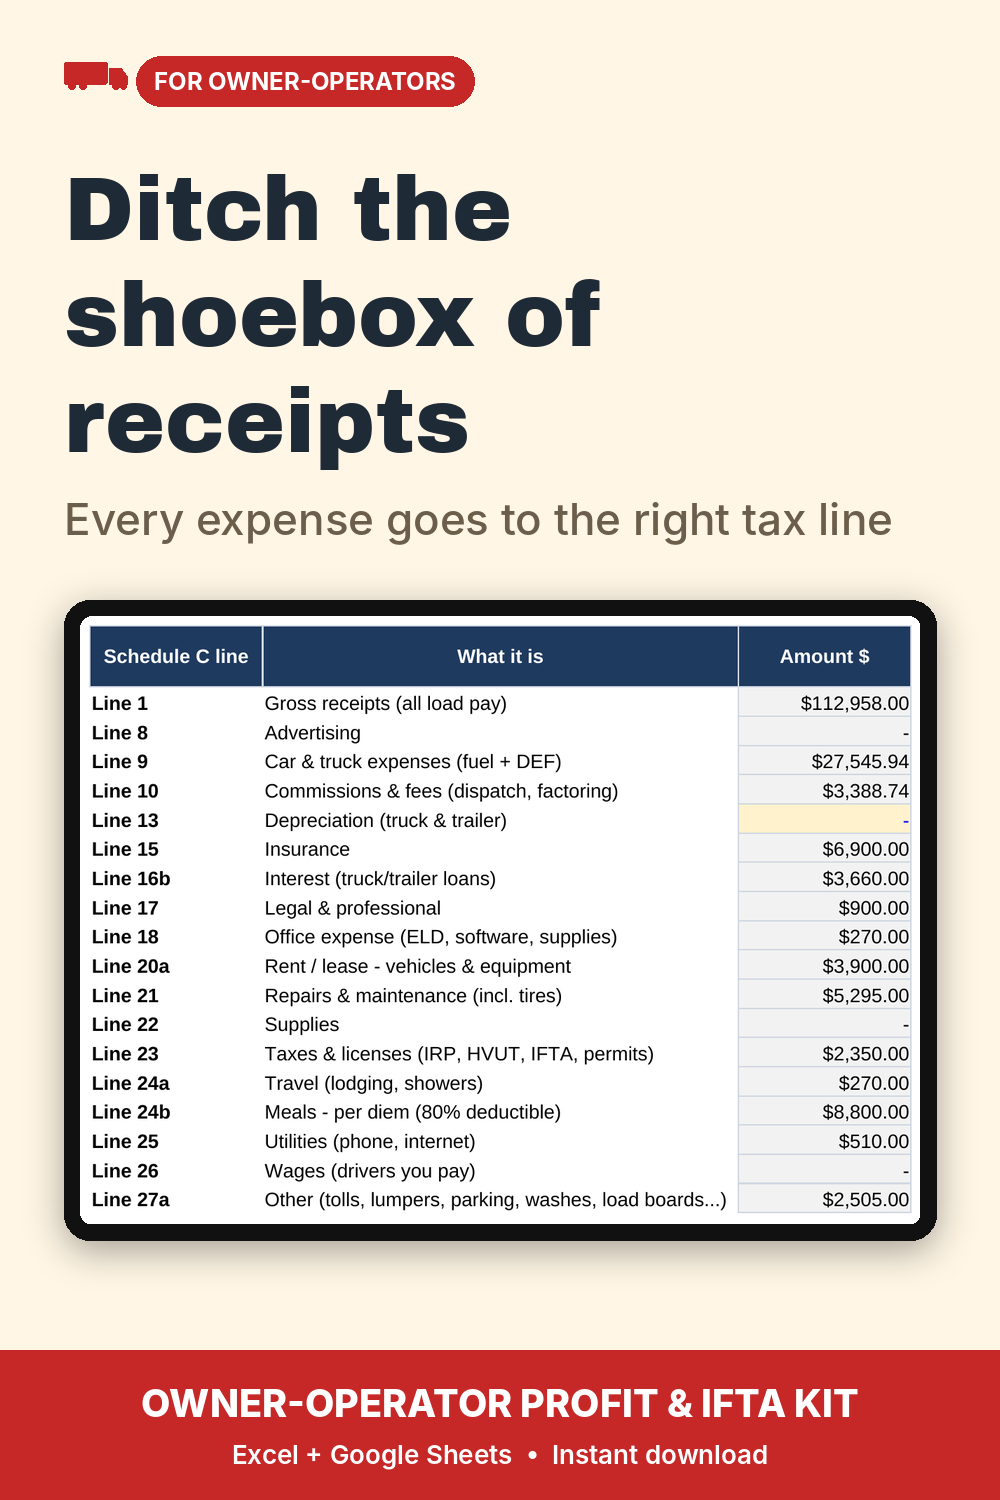 FOR OWNER-OPERATORS
Ditch the
shoebox of
receipts
Every expense goes to the right tax line
Schedule C line What it is Amount $
Line 1 Gross receipts (all load pay) $112,958.00
Line 8 Advertising -
Line 9 Car & truck expenses (fuel + DEF) $27,545.94
Line 10 Commissions & fees (dispatch, factoring) $3,388.74
Line 13 Depreciation (truck & trailer) -
Line 15 Insurance $6,900.00
Line 16b Interest (truck/trailer loans) $3,660.00
Line 17 Legal & professional $900.00
Line 18 Office expense (ELD, software, supplies) $270.00
Line 20a Rent / lease - vehicles & equipment $3,900.00
Line 21 Repairs & maintenance (incl. tires) $5,295.00
Line 22 Supplies -
Line 23 Taxes & licenses (IRP, HVUT, IFTA, permits) $2,350.00
Line 24a Travel (lodging, showers) $270.00
Line 24b Meals - per diem (80% deductible) $8,800.00
Line 25 Utilities (phone, internet) $510.00
Line 26 Wages (drivers you pay) -
Line 27a Other (tolls, lumpers, parking, washes, load boards...) $2,505.00
OWNER-OPERATOR PROFIT & IFTA KIT
Excel + Google Sheets • Instant download